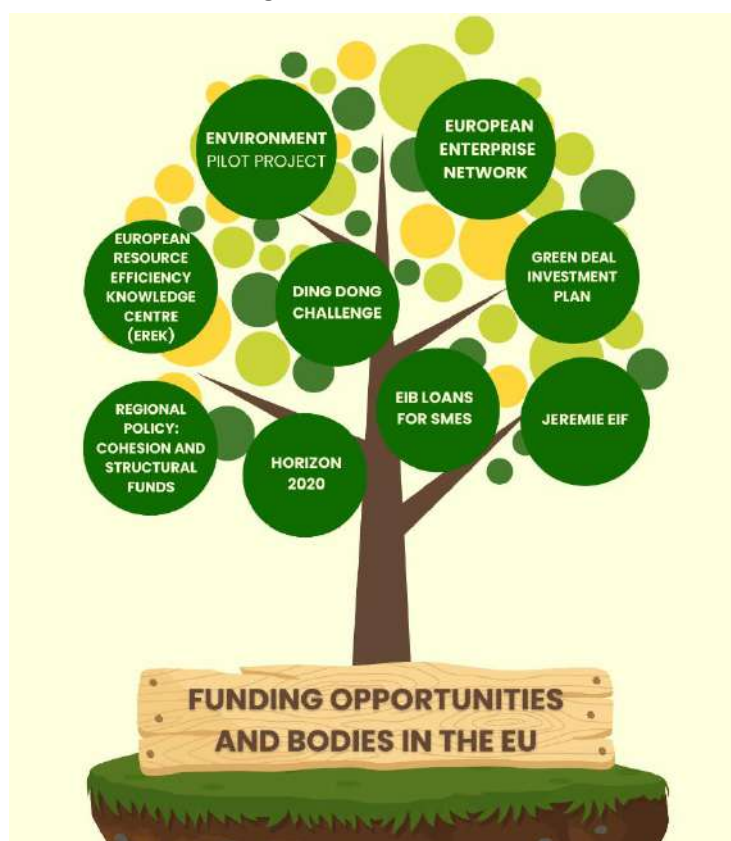 ENVIRONMENT
PILOT PROJECT
EUROPEAN
ENTERPRISE
NETWORK
EUROPEAN
RESOURCE
EFFICIENCY
KNOWLEDGE
CENTRE
(EREK)
DING DONG
CHALLENGE
GREEN DEAL
INVESTMENT
PLAN
REGIONAL
POLICY:
COHESION AND
STRUCTURAL
FUNDS
HORIZON
2020
EIB LOANS
FOR SMES
JEREMIE EIF
FUNDING OPPORTUNITIES
AND BODIES IN THE EU